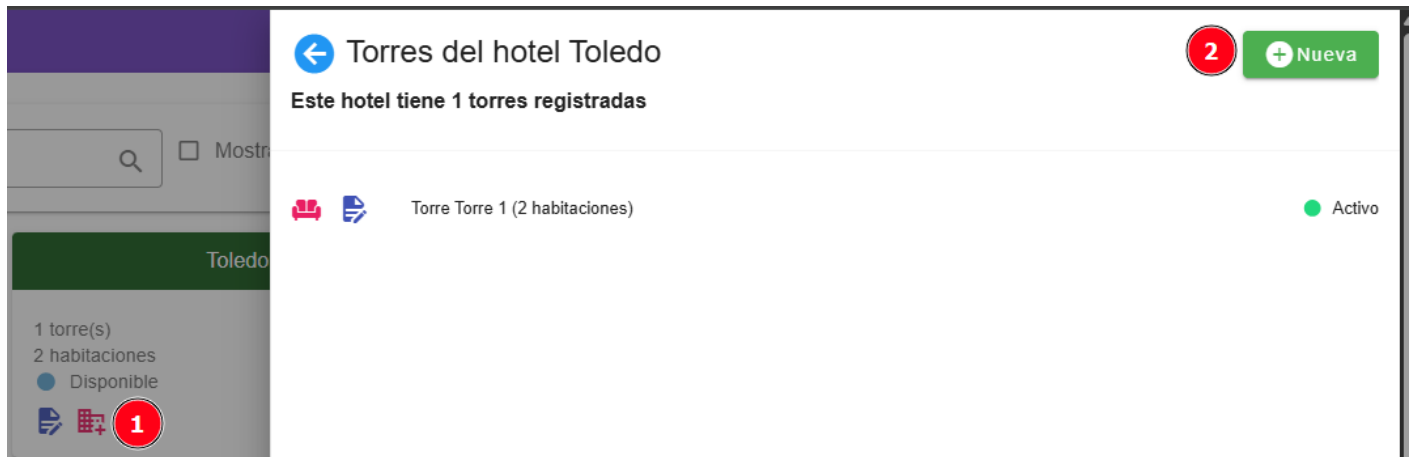 Torres del hotel Toledo
2
Nueva
Este hotel tiene 1 torres registradas
Mostr
Torre Torre 1 (2 habitaciones)
Activo
Toledo
1 torre(s)
2 habitaciones
Disponible
1